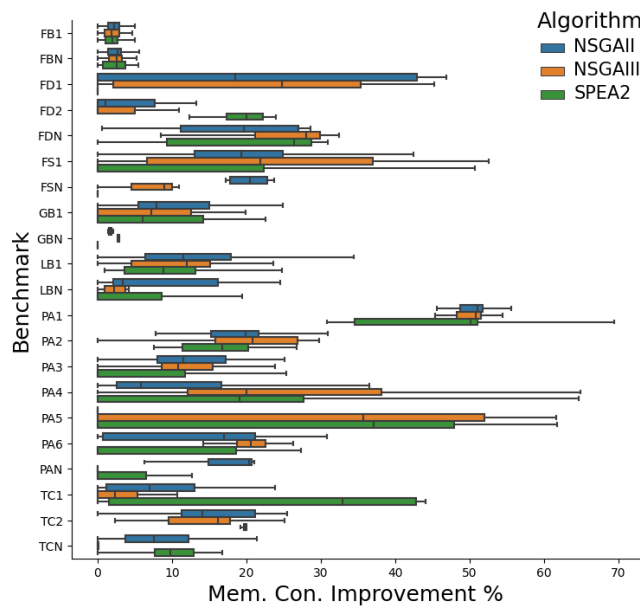 Algorithm
NSGAII
NSGAIII
SPEA2
Benchmark
FB1
FBN
FD1
FD2
FDN
FS1
FSN
GB1
GBN
LB1
LBN
PA1
PA2
PA3
PA4
PA5
PA6
PAN
TC1
TC2
TCN
0 10 20 30 40 50 60 70
Mem. Con. Improvement %